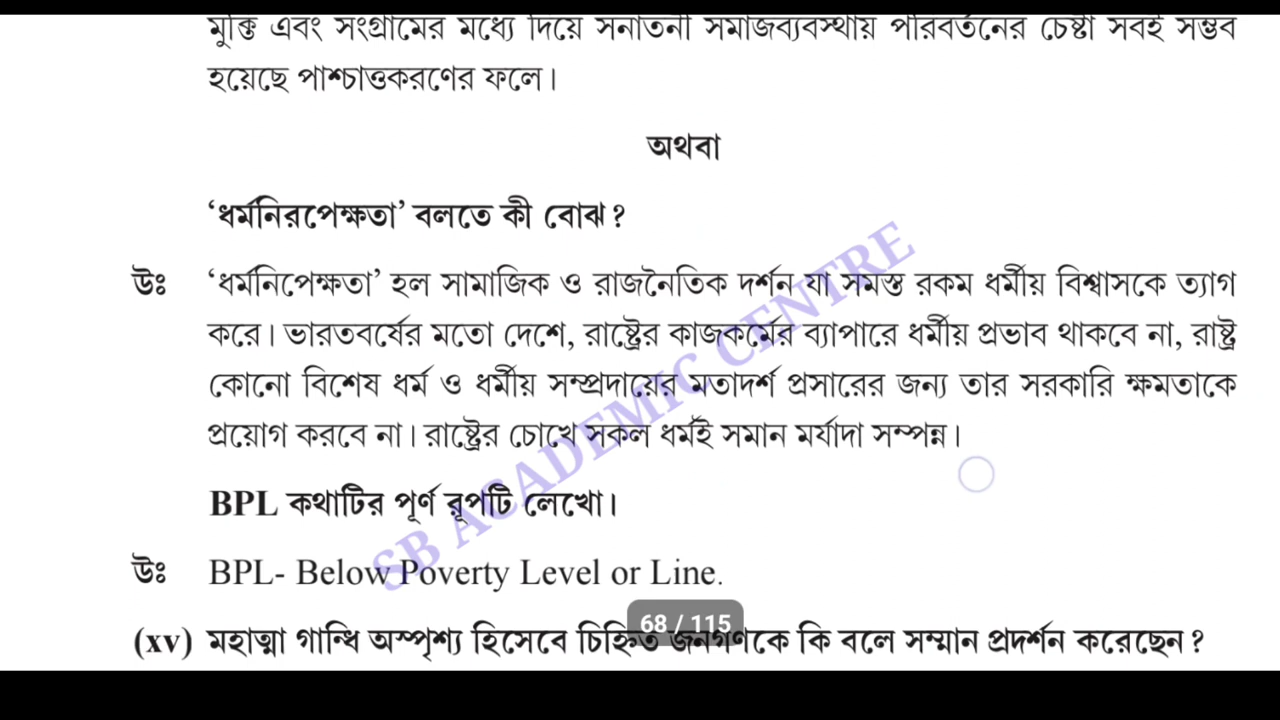 মুক্তি এবং সংগ্রামের মধ্যে দিয়ে সনাতনী সমাজব্যবস্থায় পরিবর্তনের চেষ্টা সবই সম্ভব
হয়েছে পাশ্চাত্তকরণের ফলে।
অথবা
‘ধর্মনিরপেক্ষতা’ বলতে কী বোঝ?
উঃ ‘ধর্মনিপেক্ষতা’ হল সামাজিক ও রাজনৈতিক দর্শন যা সমস্ত রকম ধর্মীয় বিশ্বাসকে ত্যাগ
করে। ভারতবর্ষের মতো দেশে, রাষ্ট্রের কাজকর্মের ব্যাপারে ধর্মীয় প্রভাব থাকবে না, রাষ্ট্র
কোনো বিশেষ ধর্ম ও ধর্মীয় সম্প্রদায়ের মতাদর্শ প্রসারের জন্য তার সরকারি ক্ষমতাকে
প্রয়োগ করবে না। রাষ্ট্রের চোখে সকল ধর্মই সমান মর্যাদা সম্পন্ন।
SB ACADEMIC CENTRE
BPL কথাটির পূর্ণ রূপটি লেখো।
উঃ BPL- Below Poverty Level or Line.
68 / 115
(xv) মহাত্মা গান্ধি অস্পৃশ্য হিসেবে চিহ্নিত জনগণকে কি বলে সম্মান প্রদর্শন করেছেন?